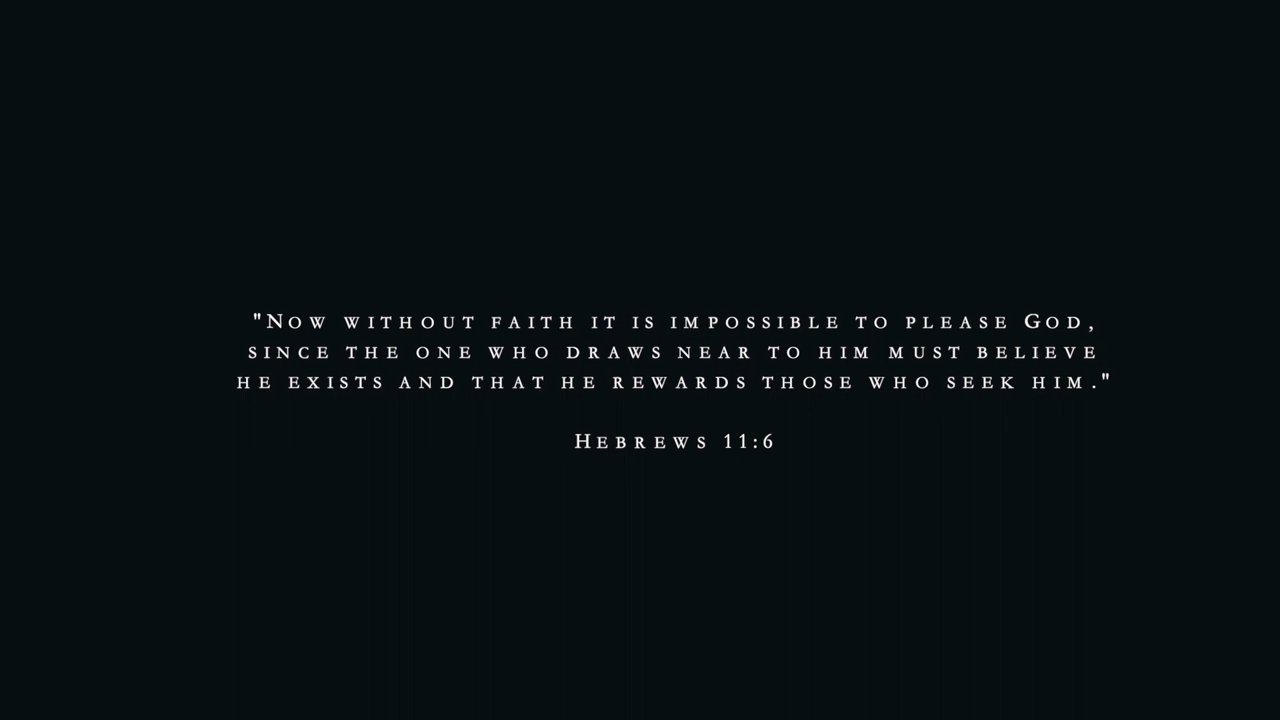 "Now without faith it is impossible to please God,
since the one who draws near to him must believe
he exists and that he rewards those who seek him."
Hebrews 11:6